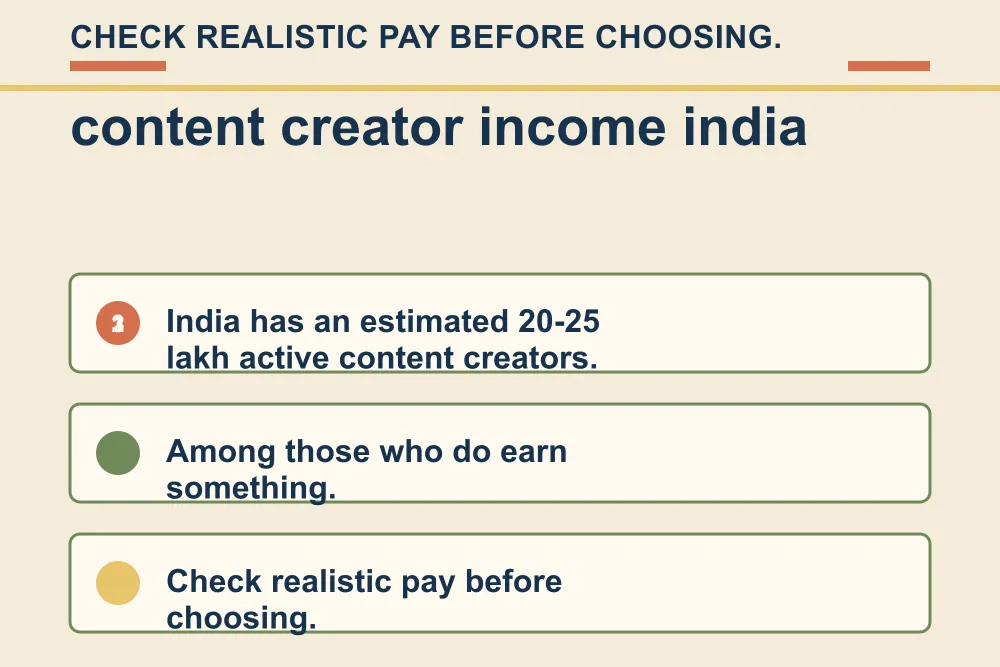 CHECK REALISTIC PAY BEFORE CHOOSING.
content creator income india
India has an estimated 20-25
lakh active content creators.
Among those who do earn
something.
Check realistic pay before
choosing.